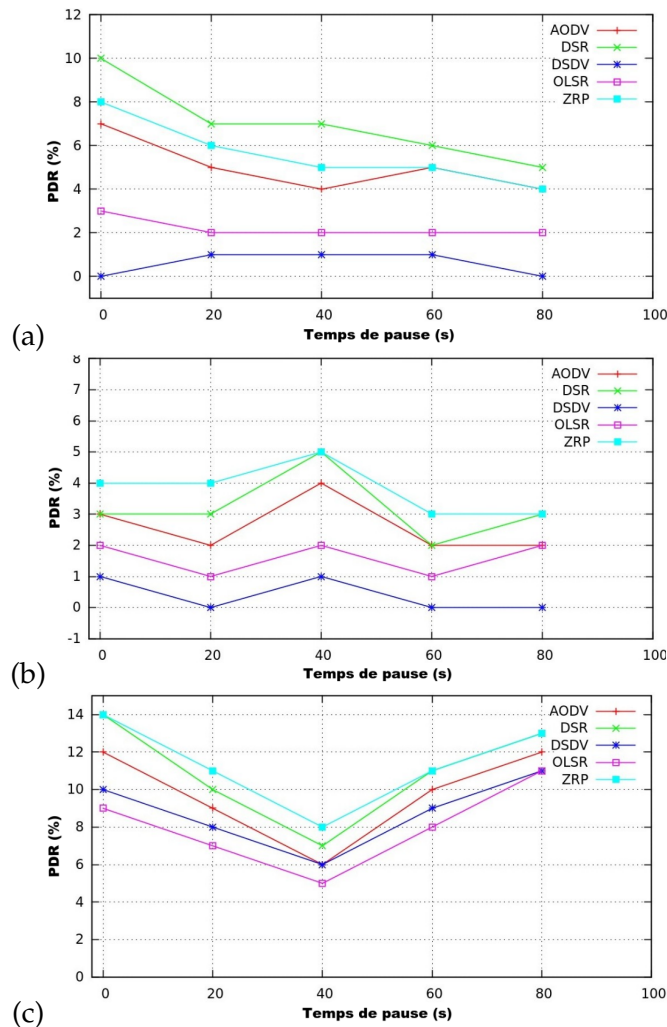 12
10
8
6
4
2
0
PDR (%)
AODV
DSR
DSDV
OLSR
ZRP
0 20 40 60 80 100
Temps de pause (s)
(a)
8
7
6
5
4
3
2
1
0
-1
PDR (%)
AODV
DSR
DSDV
OLSR
ZRP
0 20 40 60 80 100
Temps de pause (s)
(b)
14
12
10
8
6
4
2
0
PDR (%)
AODV
DSR
DSDV
OLSR
ZRP
0 20 40 60 80 100
Temps de pause (s)
(c)